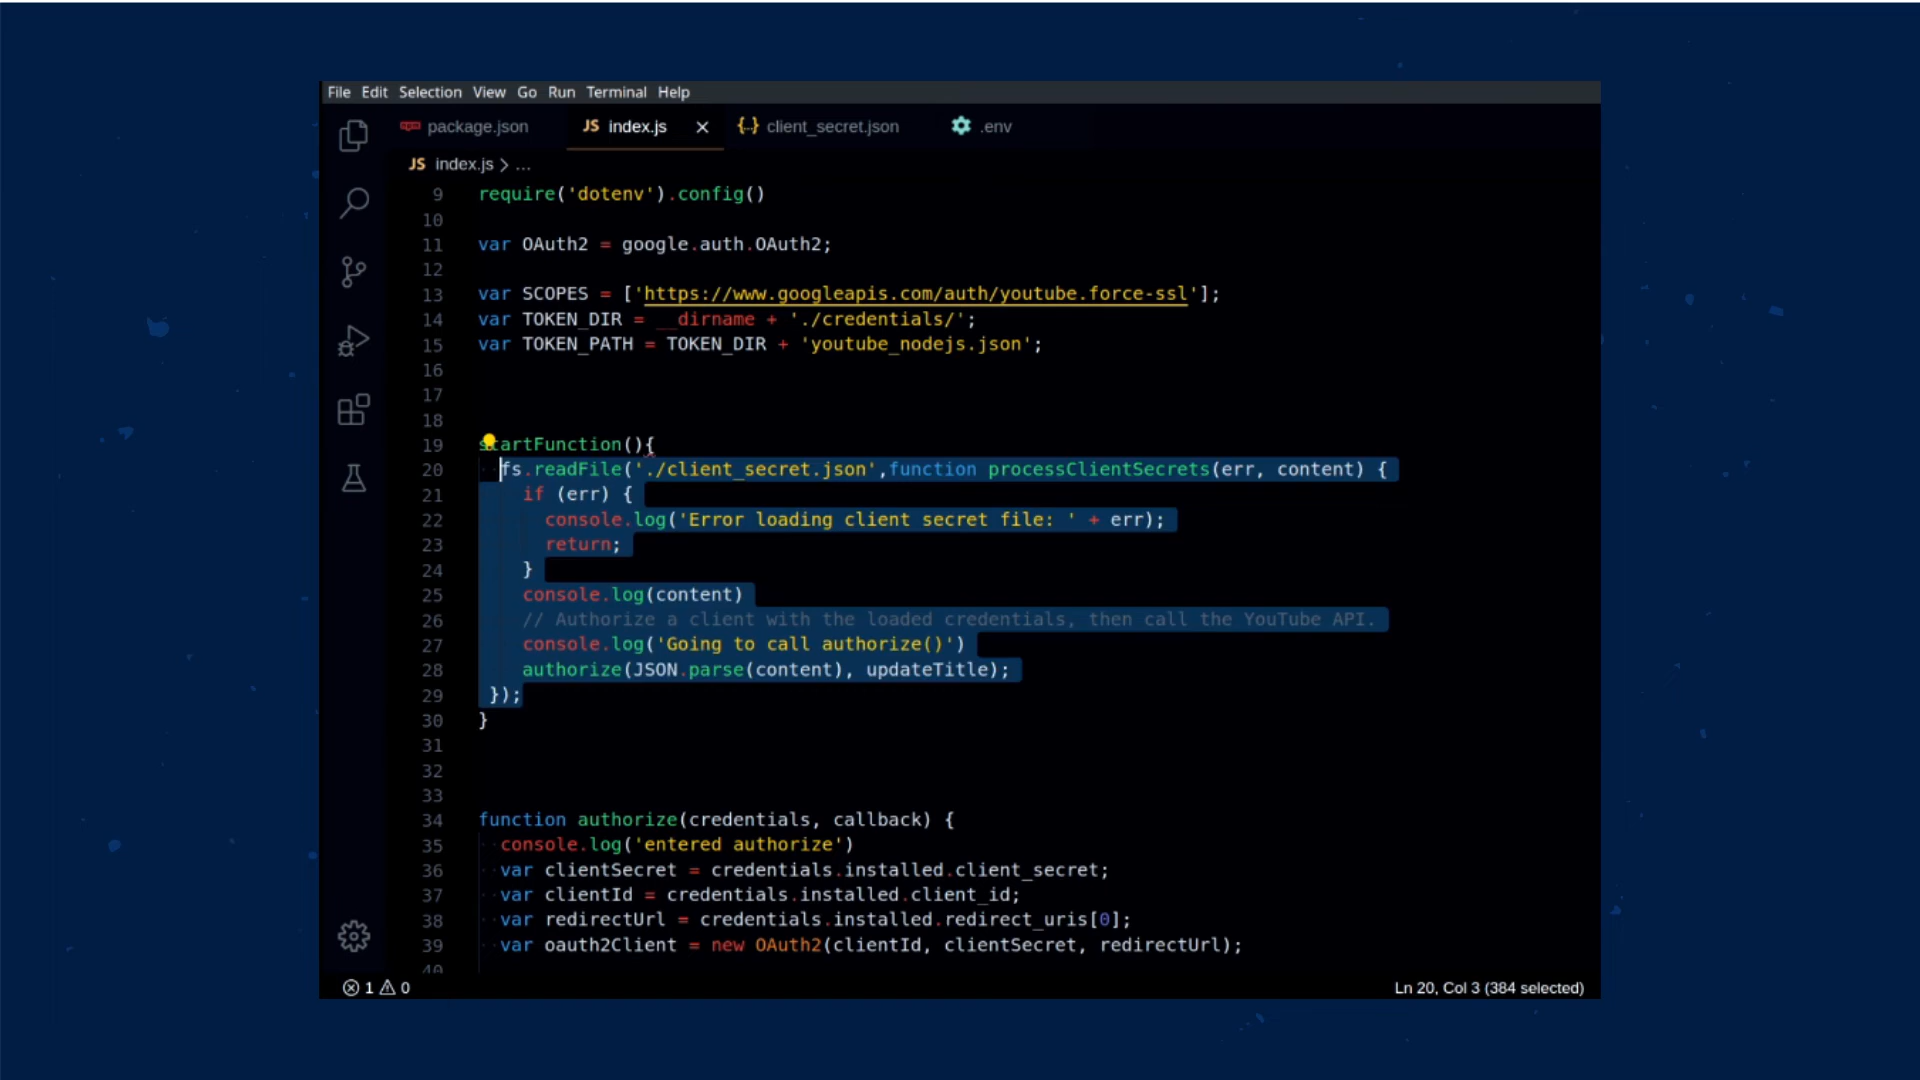 File Edit Selection View Go Run Terminal Help
package.json JS index.js client_secret.json .env
JS index.js > ...
9 require('dotenv').config()
10
11 var OAuth2 = google.auth.OAuth2;
12
13 var SCOPES = ['https://www.googleapis.com/auth/youtube.force-ssl'];
14 var TOKEN_DIR = __dirname + './credentials/';
15 var TOKEN_PATH = TOKEN_DIR + 'youtube_nodejs.json';
16
17
18
19 startFunction(){
20 fs.readFile('./client_secret.json',function processClientSecrets(err, content) {
21 if (err) {
22 console.log('Error loading client secret file: ' + err);
23 return;
24 }
25 console.log(content)
26 // Authorize a client with the loaded credentials, then call the YouTube API.
27 console.log('Going to call authorize()')
28 authorize(JSON.parse(content), updateTitle);
29 });
30 }
31
32
33
34 function authorize(credentials, callback) {
35 console.log('entered authorize')
36 var clientSecret = credentials.installed.client_secret;
37 var clientId = credentials.installed.client_id;
38 var redirectUrl = credentials.installed.redirect_uris[0];
39 var oauth2Client = new OAuth2(clientId, clientSecret, redirectUrl);
40
1 0 Ln 20, Col 3 (384 selected)